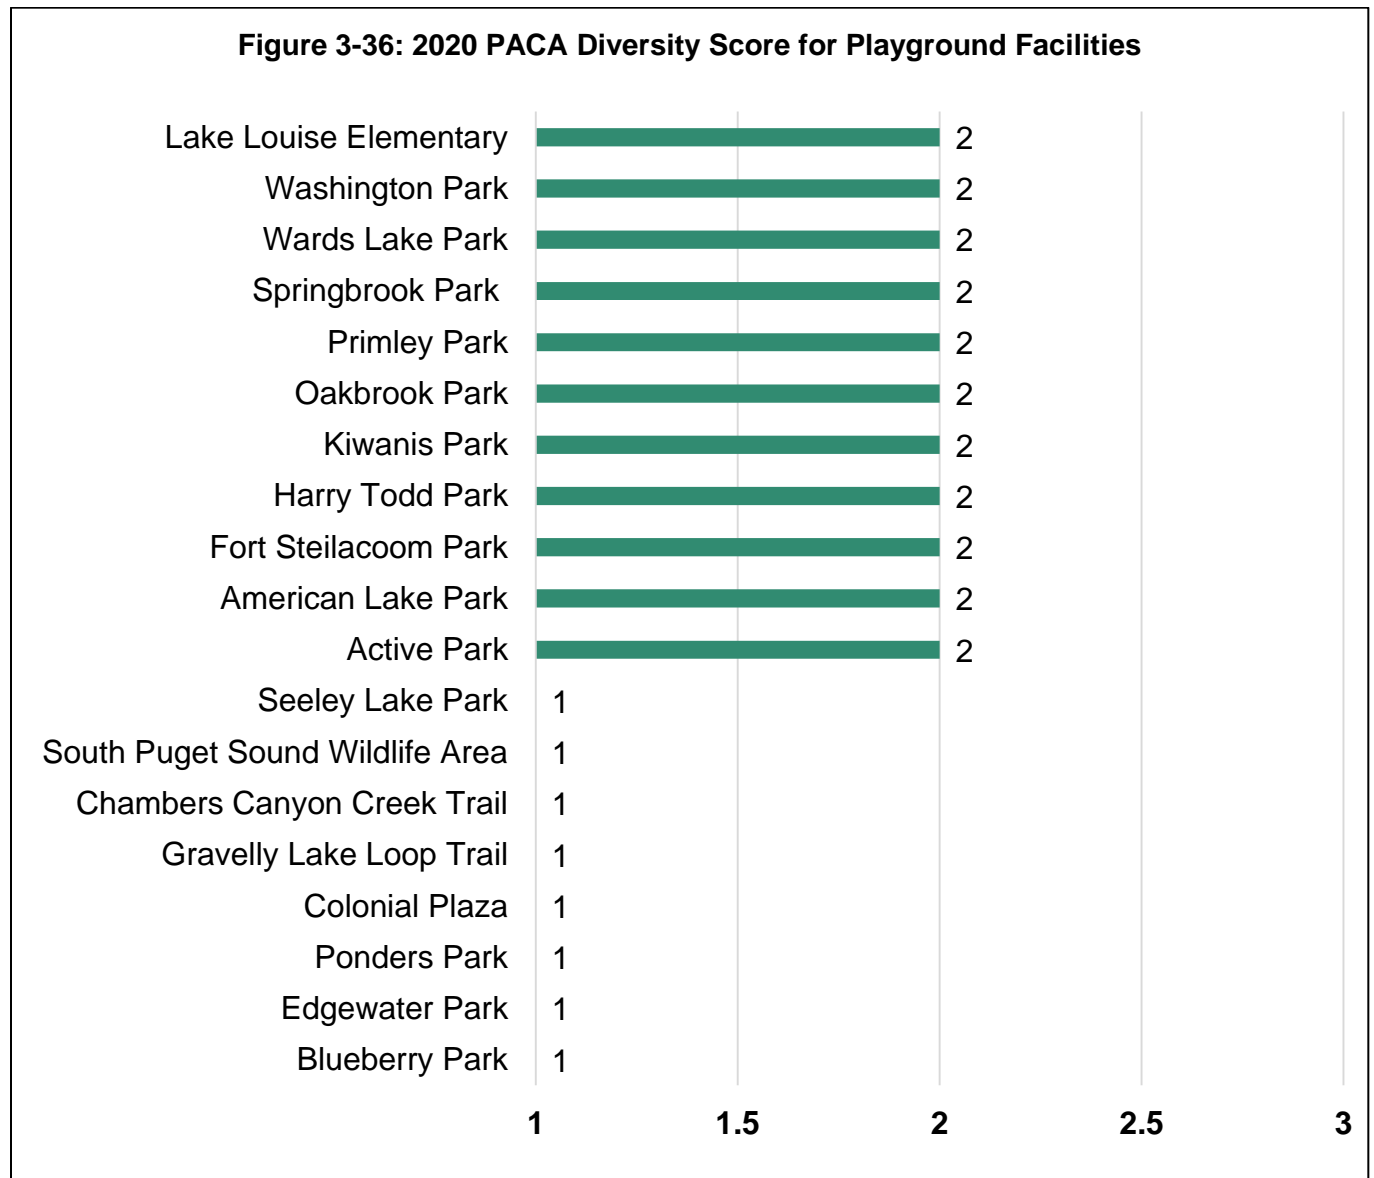 Figure 3-36: 2020 PACA Diversity Score for Playground Facilities
Lake Louise Elementary 2
Washington Park 2
Wards Lake Park 2
Springbrook Park 2
Primley Park 2
Oakbrook Park 2
Kiwanis Park 2
Harry Todd Park 2
Fort Steilacoom Park 2
American Lake Park 2
Active Park 2
Seeley Lake Park 1
South Puget Sound Wildlife Area 1
Chambers Canyon Creek Trail 1
Gravelly Lake Loop Trail 1
Colonial Plaza 1
Ponders Park 1
Edgewater Park 1
Blueberry Park 1
1 1.5 2 2.5 3